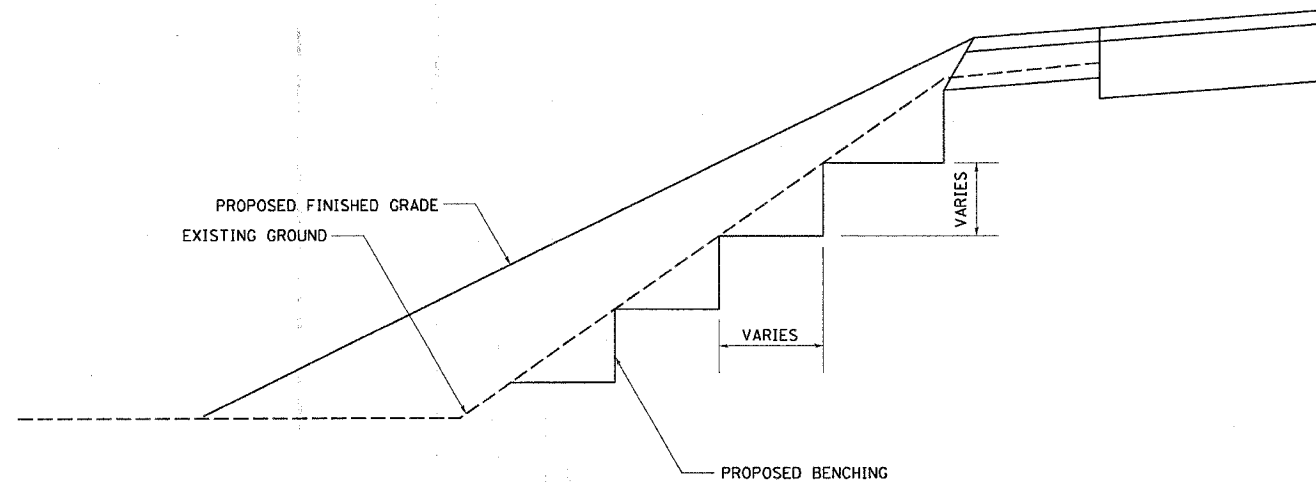 PROPOSED FINISHED GRADE
EXISTING GROUND
VARIES
VARIES
PROPOSED BENCHING